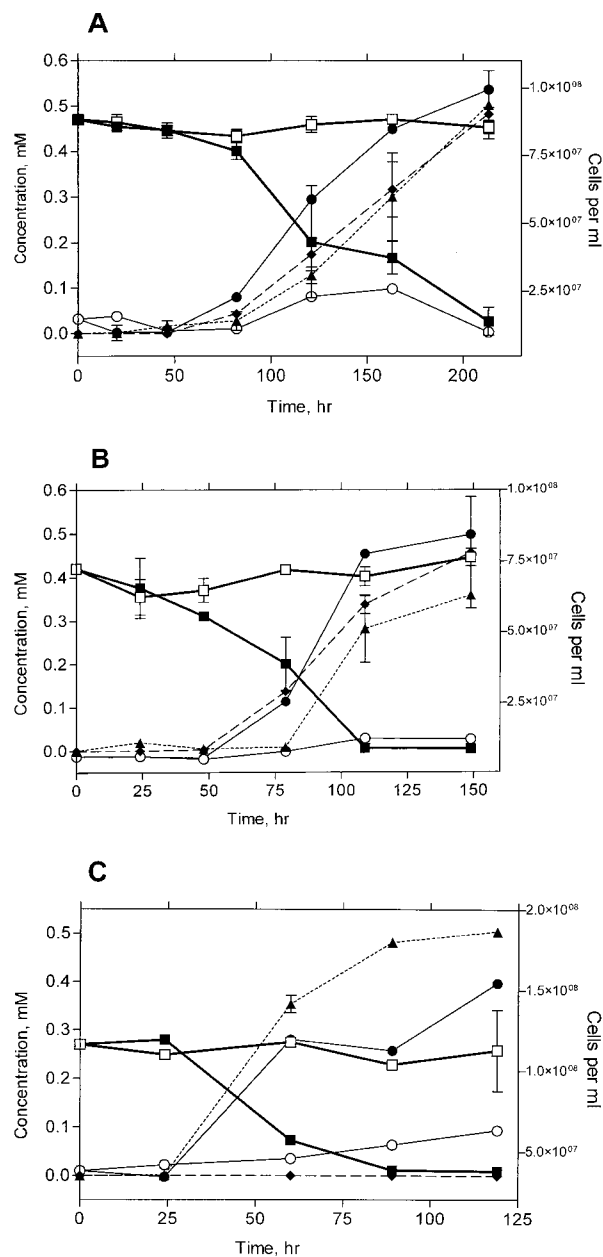 A
0.6
0.5
0.4
0.3
0.2
0.1
0.0
Concentration, mM
1.0×10⁰⁸
7.5×10⁰⁷
5.0×10⁰⁷
2.5×10⁰⁷
Cells per ml
0 50 100 150 200
Time, hr
B
0.6
0.5
0.4
0.3
0.2
0.1
0.0
Concentration, mM
1.0×10⁰⁸
7.5×10⁰⁷
5.0×10⁰⁷
2.5×10⁰⁷
Cells per ml
0 25 50 75 100 125 150
Time, hr
C
0.5
0.4
0.3
0.2
0.1
0.0
Concentration, mM
2.0×10⁰⁸
1.5×10⁰⁸
1.0×10⁰⁸
5.0×10⁰⁷
Cells per ml
0 25 50 75 100 125
Time, hr